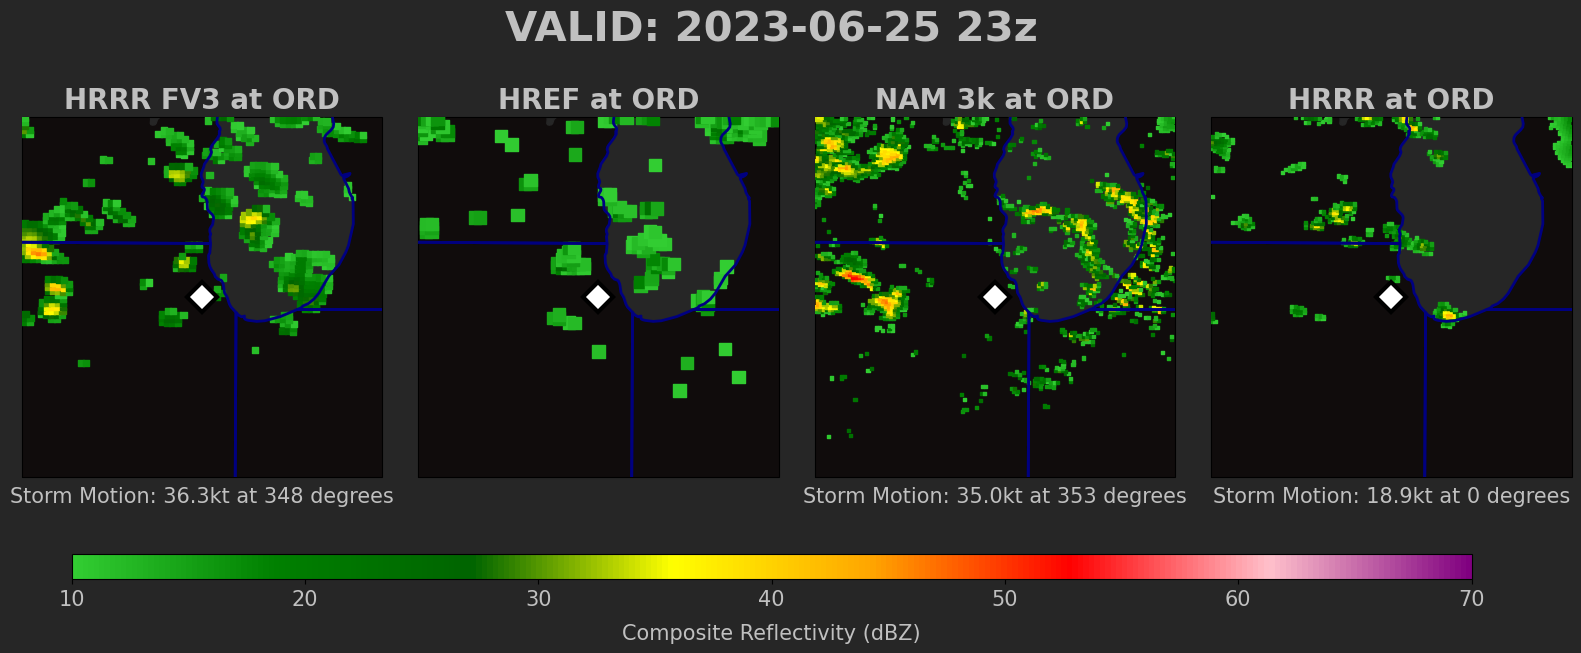 VALID: 2023-06-25 23z
HRRR FV3 at ORD
HREF at ORD
NAM 3k at ORD
HRRR at ORD
Storm Motion: 36.3kt at 348 degrees
Storm Motion: 35.0kt at 353 degrees
Storm Motion: 18.9kt at 0 degrees
10 20 30 40 50 60 70
Composite Reflectivity (dBZ)